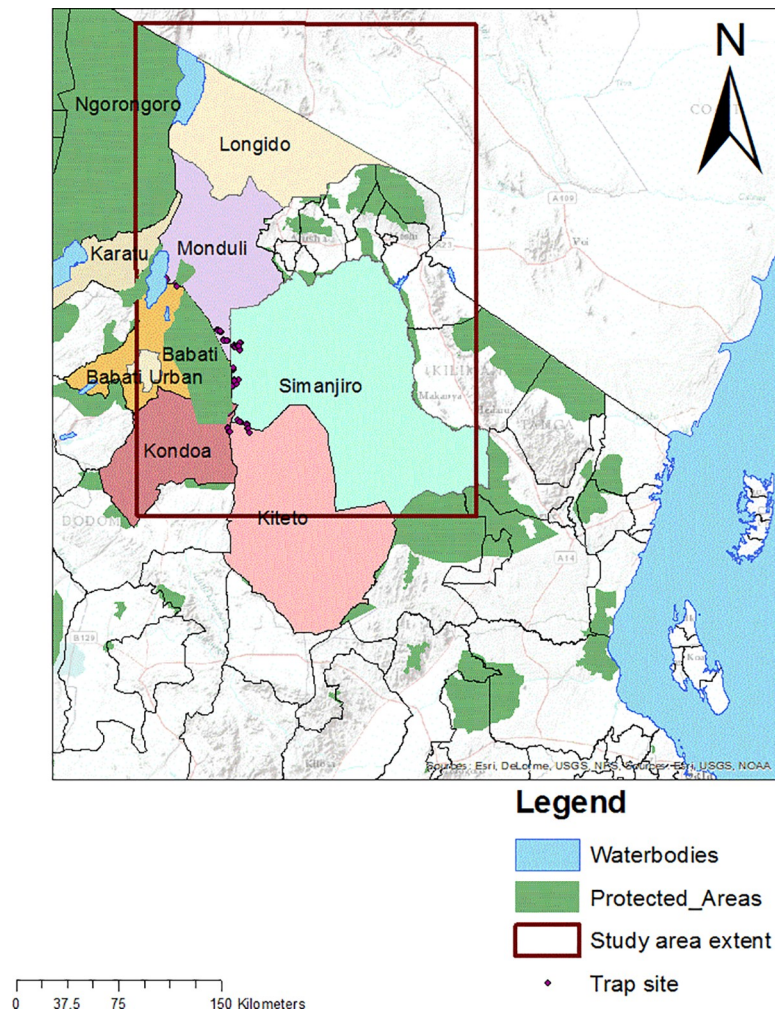 N
Ngorongoro
Longido
A109
Voi
Karatu
Monduli
A23
Babati
Babati Urban
Simanjiro
Makanya
Kondoa
TANGA
Kiteto
A14
B129
Kilosa
Sources: Esri, DeLorme, USGS, NPS, Sources: Esri, USGS, NOAA
Legend
Waterbodies
Protected_Areas
Study area extent
Trap site
0 37.5 75 150 Kilometers